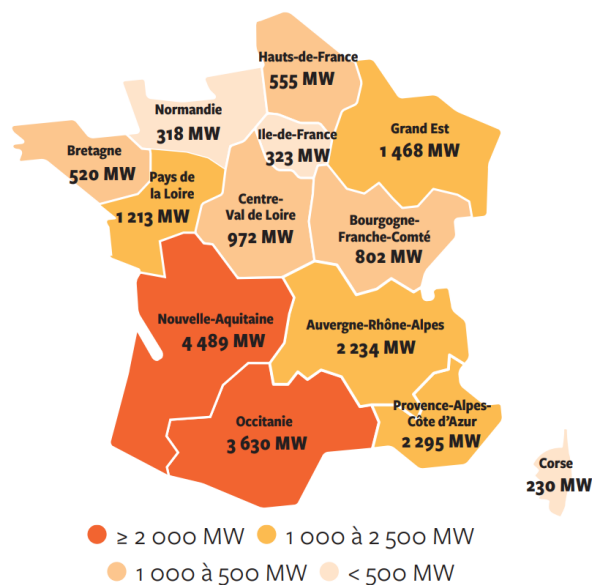 Hauts-de-France
555 MW
Normandie
318 MW
Ile-de-France
323 MW
Grand Est
1 468 MW
Bretagne
520 MW
Pays de
la Loire
1 213 MW
Centre-
Val de Loire
972 MW
Bourgogne-
Franche-Comté
802 MW
Nouvelle-Aquitaine
4 489 MW
Auvergne-Rhône-Alpes
2 234 MW
Occitanie
3 630 MW
Provence-Alpes-
Côte d'Azur
2 295 MW
Corse
230 MW
≥ 2 000 MW
1 000 à 2 500 MW
1 000 à 500 MW
< 500 MW